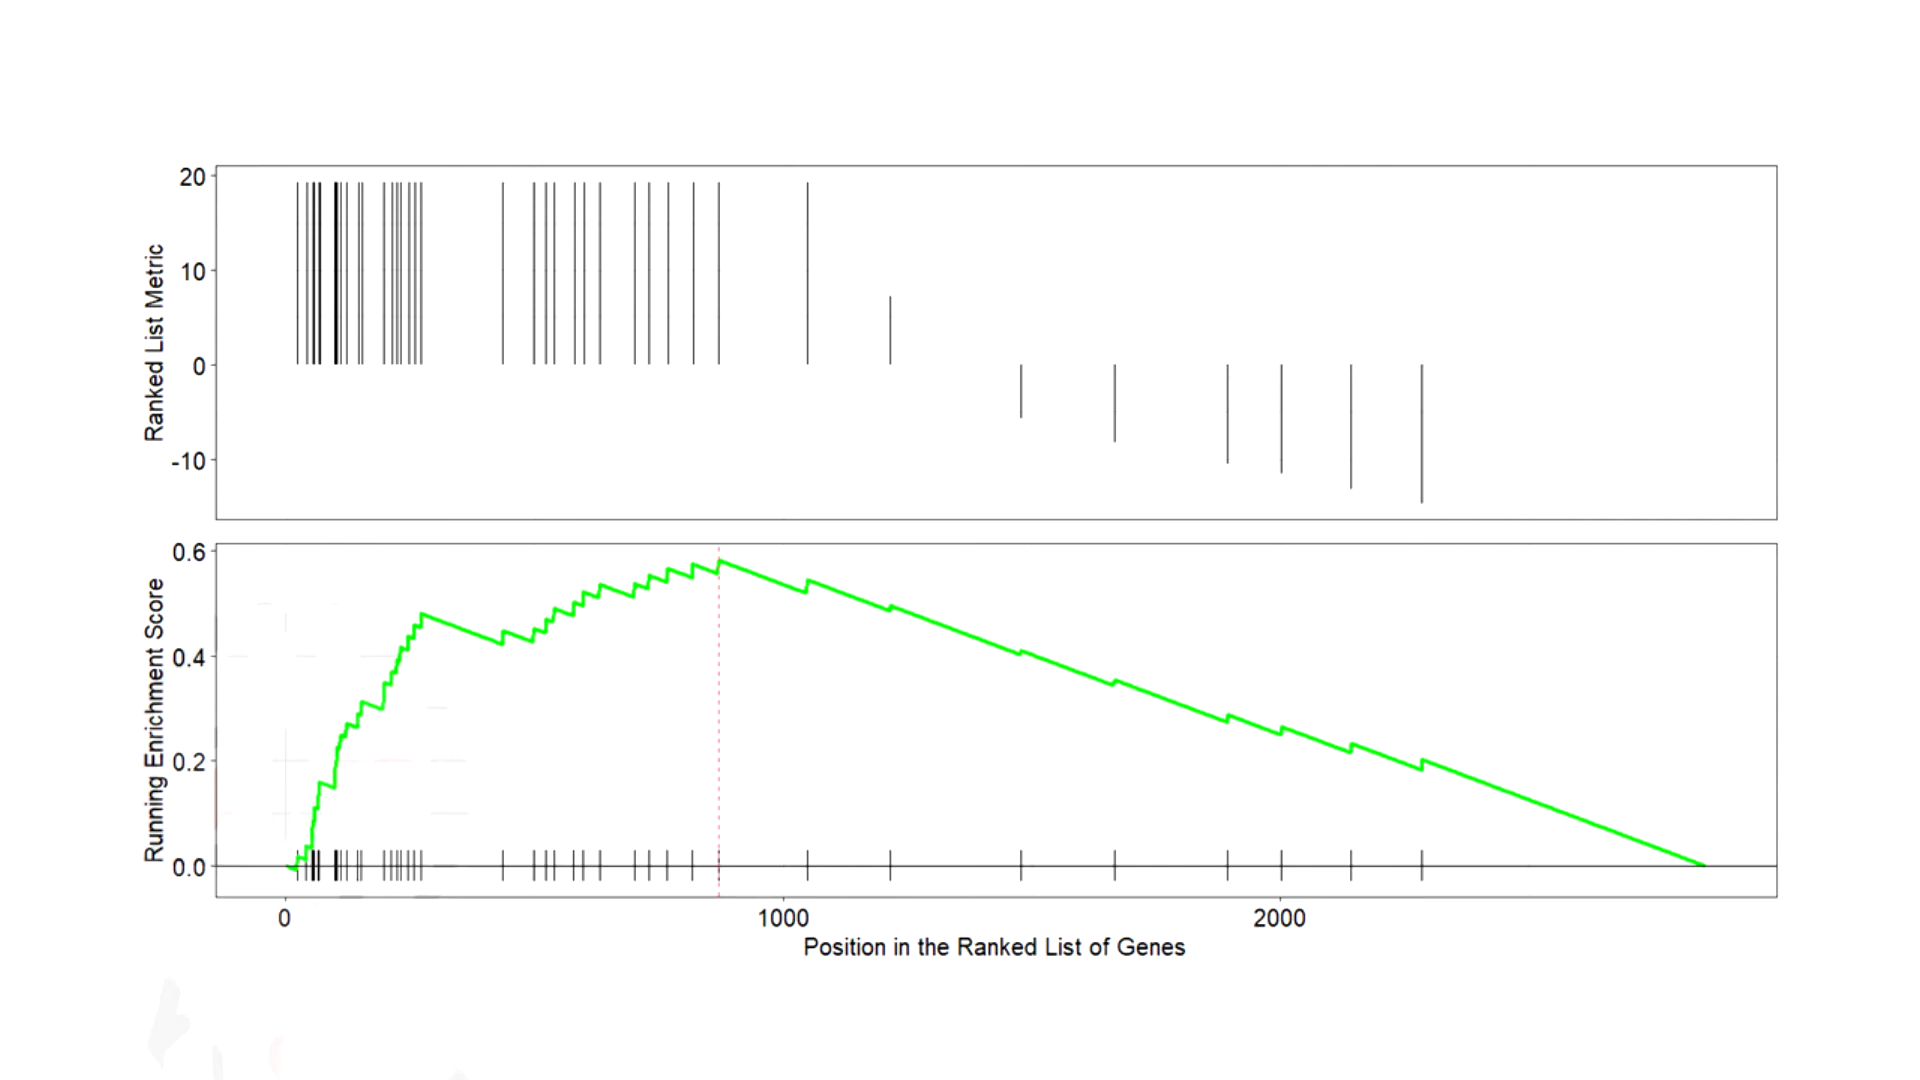 20
10
0
-10
Ranked List Metric
0.6
0.4
0.2
0.0
Running Enrichment Score
0 1000 2000
Position in the Ranked List of Genes